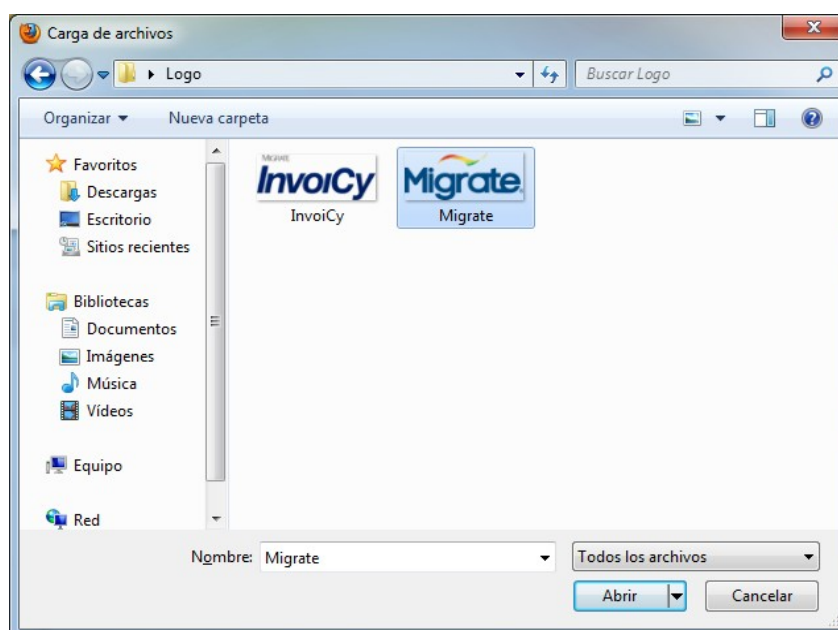 Carga de archivos
Logo
Buscar Logo
Organizar
Nueva carpeta
Favoritos
Descargas
Escritorio
Sitios recientes
Bibliotecas
Documentos
Imágenes
Música
Vídeos
Equipo
Red
MIGRATE
InvoiCy
InvoiCy
Migrate
Migrate
Nombre: Migrate
Todos los archivos
Abrir
Cancelar